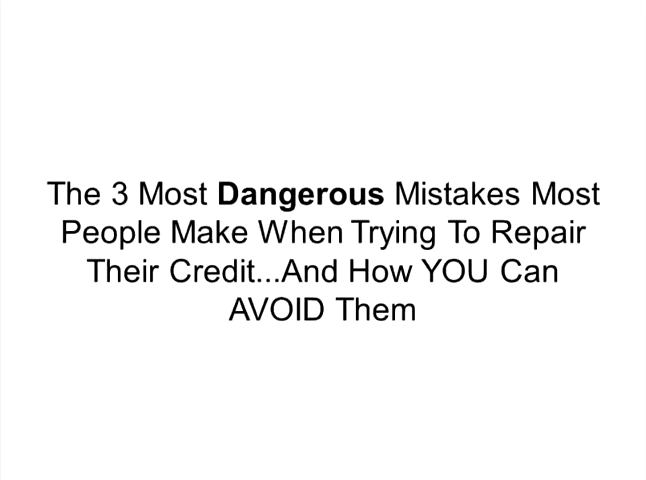 The 3 Most Dangerous Mistakes Most
People Make When Trying To Repair
Their Credit...And How YOU Can
AVOID Them